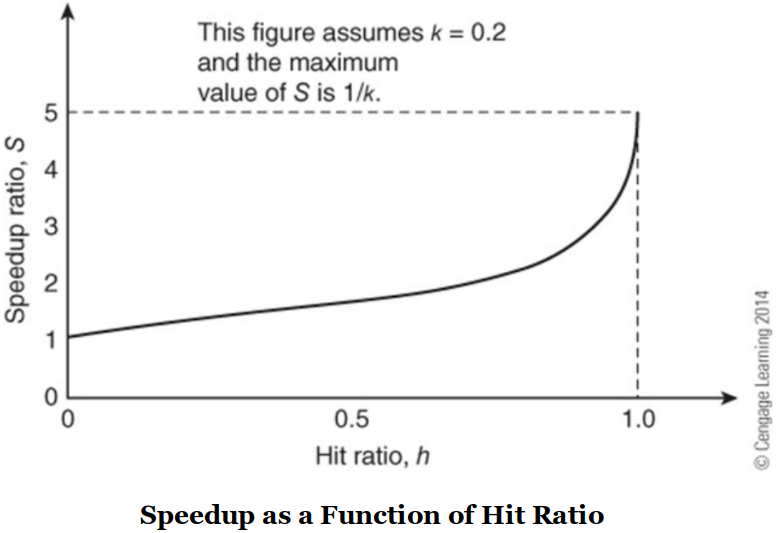 This figure assumes k = 0.2
and the maximum
value of S is 1/k.
5
4
3
2
1
0
Speedup ratio, S
0
0.5
1.0
Hit ratio, h
© Cengage Learning 2014
Speedup as a Function of Hit Ratio